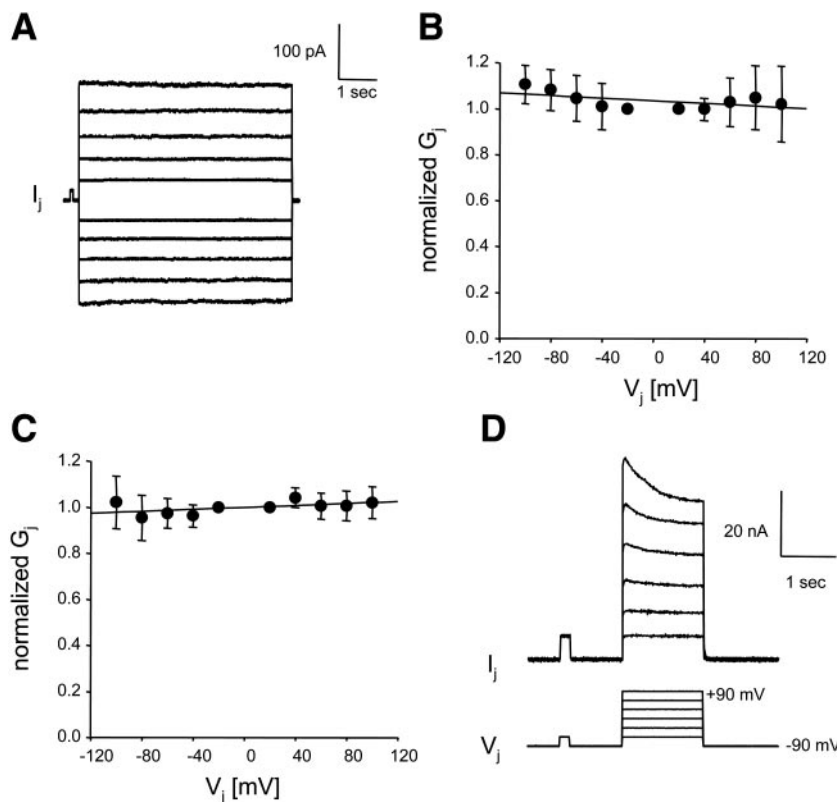 A
100 pA
1 sec
Ij
B
normalized Gj
1.2
1.0
0.8
0.6
0.4
0.2
0.0
-120 -80 -40 0 40 80 120
Vj [mV]
C
normalized Gj
1.2
1.0
0.8
0.6
0.4
0.2
0.0
-120 -80 -40 0 40 80 120
Vj [mV]
D
20 nA
1 sec
Ij
+90 mV
Vj
-90 mV